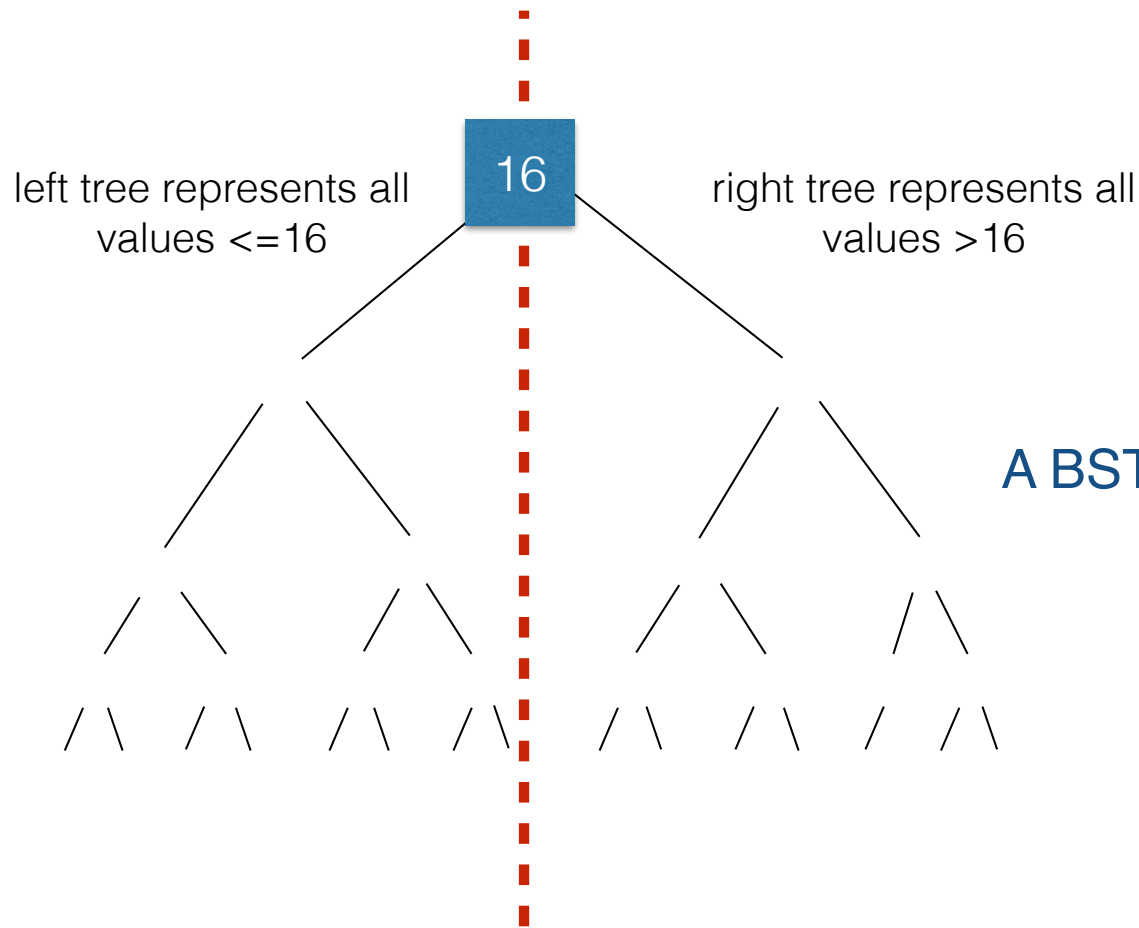 16
left tree represents all
values <=16
right tree represents all
values >16
A BST